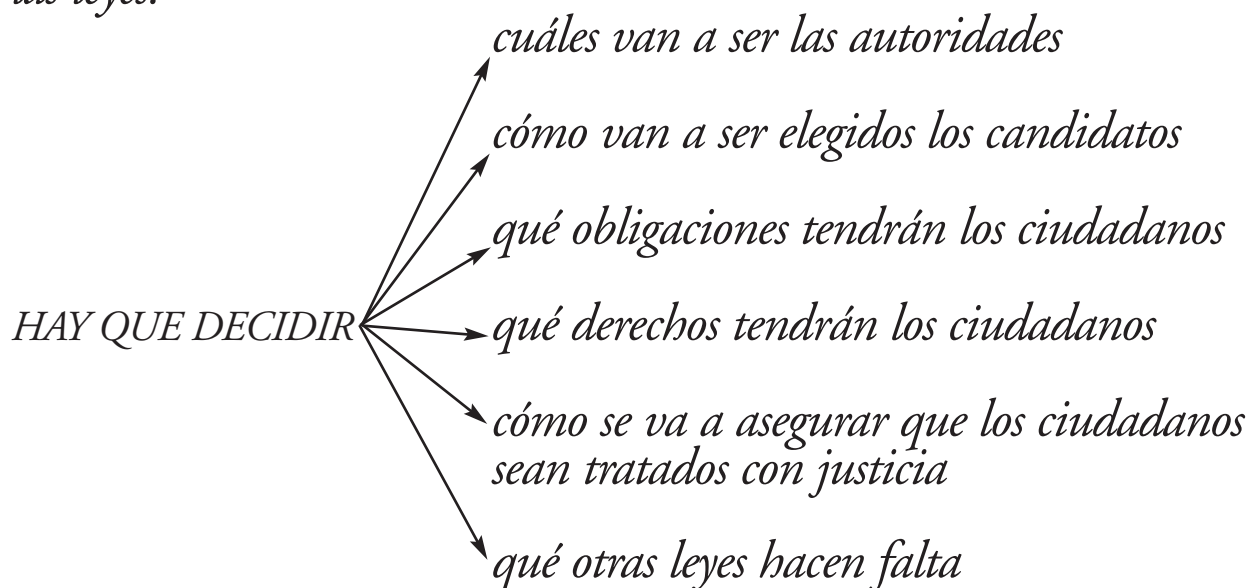 las leyes.
cuáles van a ser las autoridades
cómo van a ser elegidos los candidatos
qué obligaciones tendrán los ciudadanos
HAY QUE DECIDIR
qué derechos tendrán los ciudadanos
cómo se va a asegurar que los ciudadanos
sean tratados con justicia
qué otras leyes hacen falta